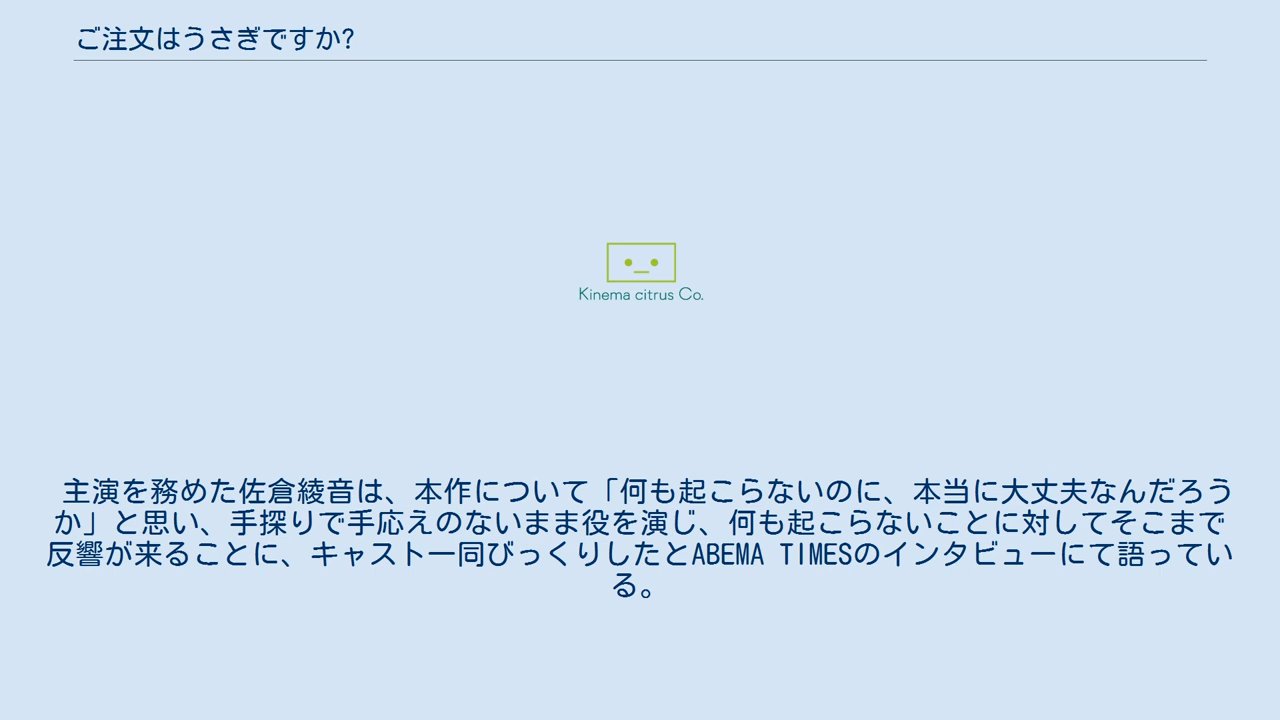 ご注文はうさぎですか?
Kinema citrus Co.
主演を務めた佐倉綾音は、本作について「何も起こらないのに、本当に大丈夫なんだろう
か」と思い、手探りで手応えのないまま役を演じ、何も起こらないことに対してそこまで
反響が来ることに、キャスト一同びっくりしたとABEMA TIMESのインタビューにて語ってい
る。